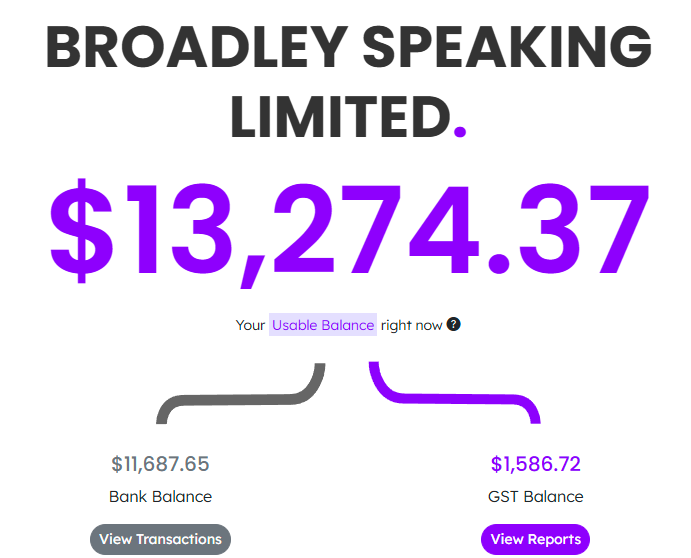 BROADLEY SPEAKING
LIMITED.
$13,274.37
Your Usable Balance right now ?
$11,687.65
$1,586.72
Bank Balance
GST Balance
View Transactions
View Reports